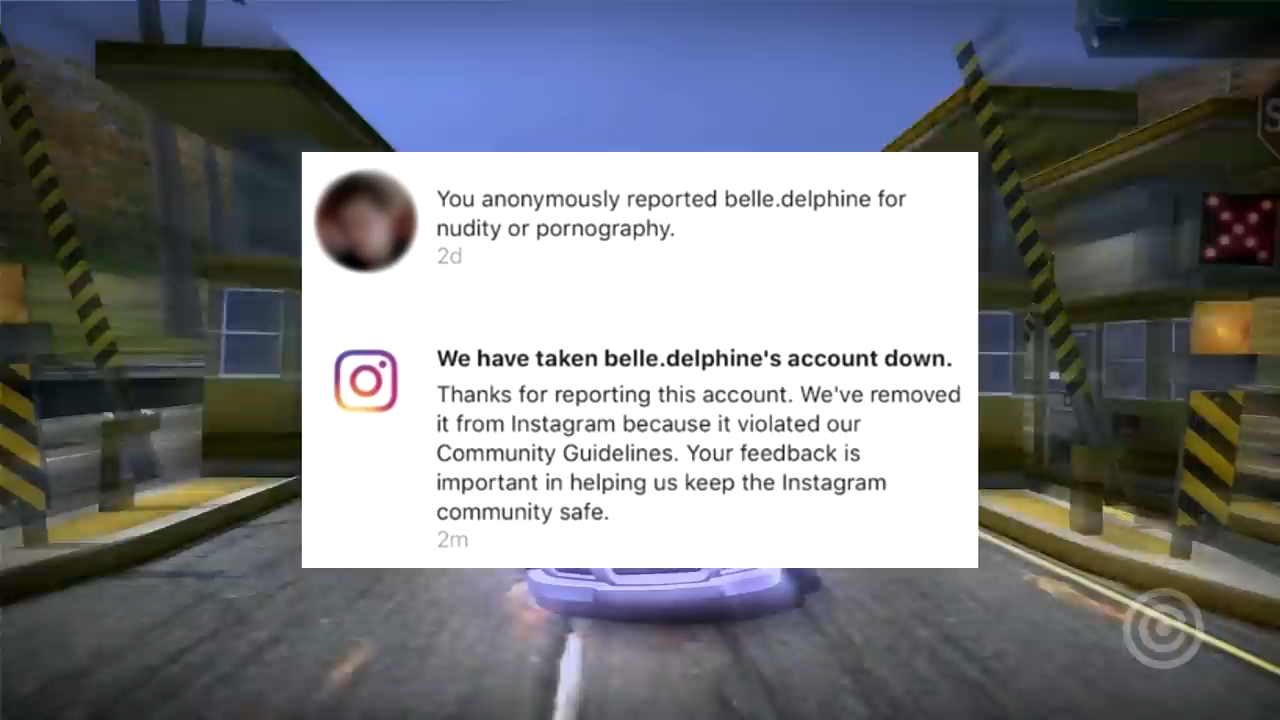 You anonymously reported belle.delphine for
nudity or pornography.
2d
We have taken belle.delphine's account down.
Thanks for reporting this account. We've removed
it from Instagram because it violated our
Community Guidelines. Your feedback is
important in helping us keep the Instagram
community safe.
2m